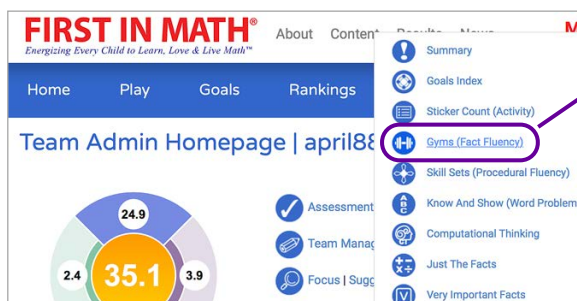 FIRST IN MATH®
Energizing Every Child to Learn, Love & Live Math™
About Content Results News
Home Play Goals Rankings
Team Admin Homepage | april88
24.9
2.4
35.1
3.9
Assessment
Team Manag
Focus | Sugg
Summary
Goals Index
Sticker Count (Activity)
Gyms (Fact Fluency)
Skill Sets (Procedural Fluency)
Know And Show (Word Problem
Computational Thinking
Just The Facts
Very Important Facts